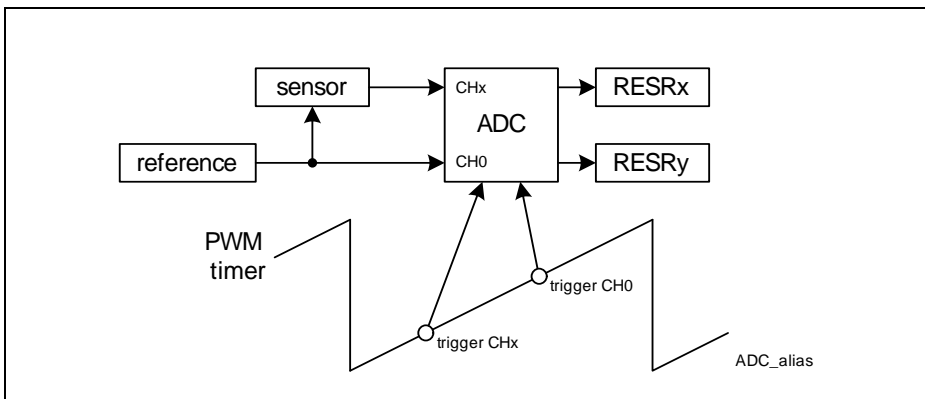 sensor
CHx
ADC
RESRx
reference
CH0
RESRy
PWM
timer
trigger CH0
trigger CHx
ADC_alias